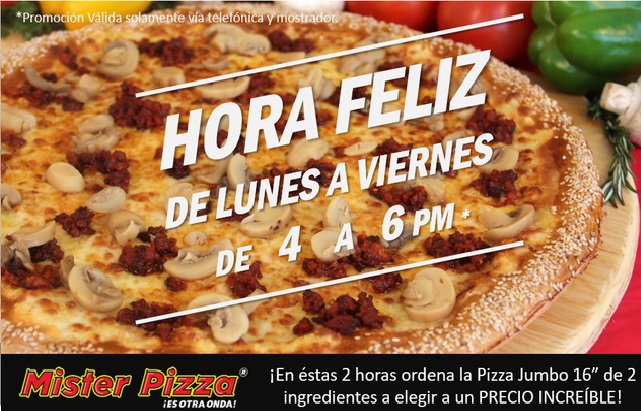 *Promoción Válida solamente vía telefónica y mostrador.
HORA FELIZ
DE LUNES A VIERNES
DE 4 A 6 PM*
Mister Pizza®
¡ES OTRA ONDA!
¡En éstas 2 horas ordena la Pizza Jumbo 16” de 2
ingredientes a elegir a un PRECIO INCREÍBLE!